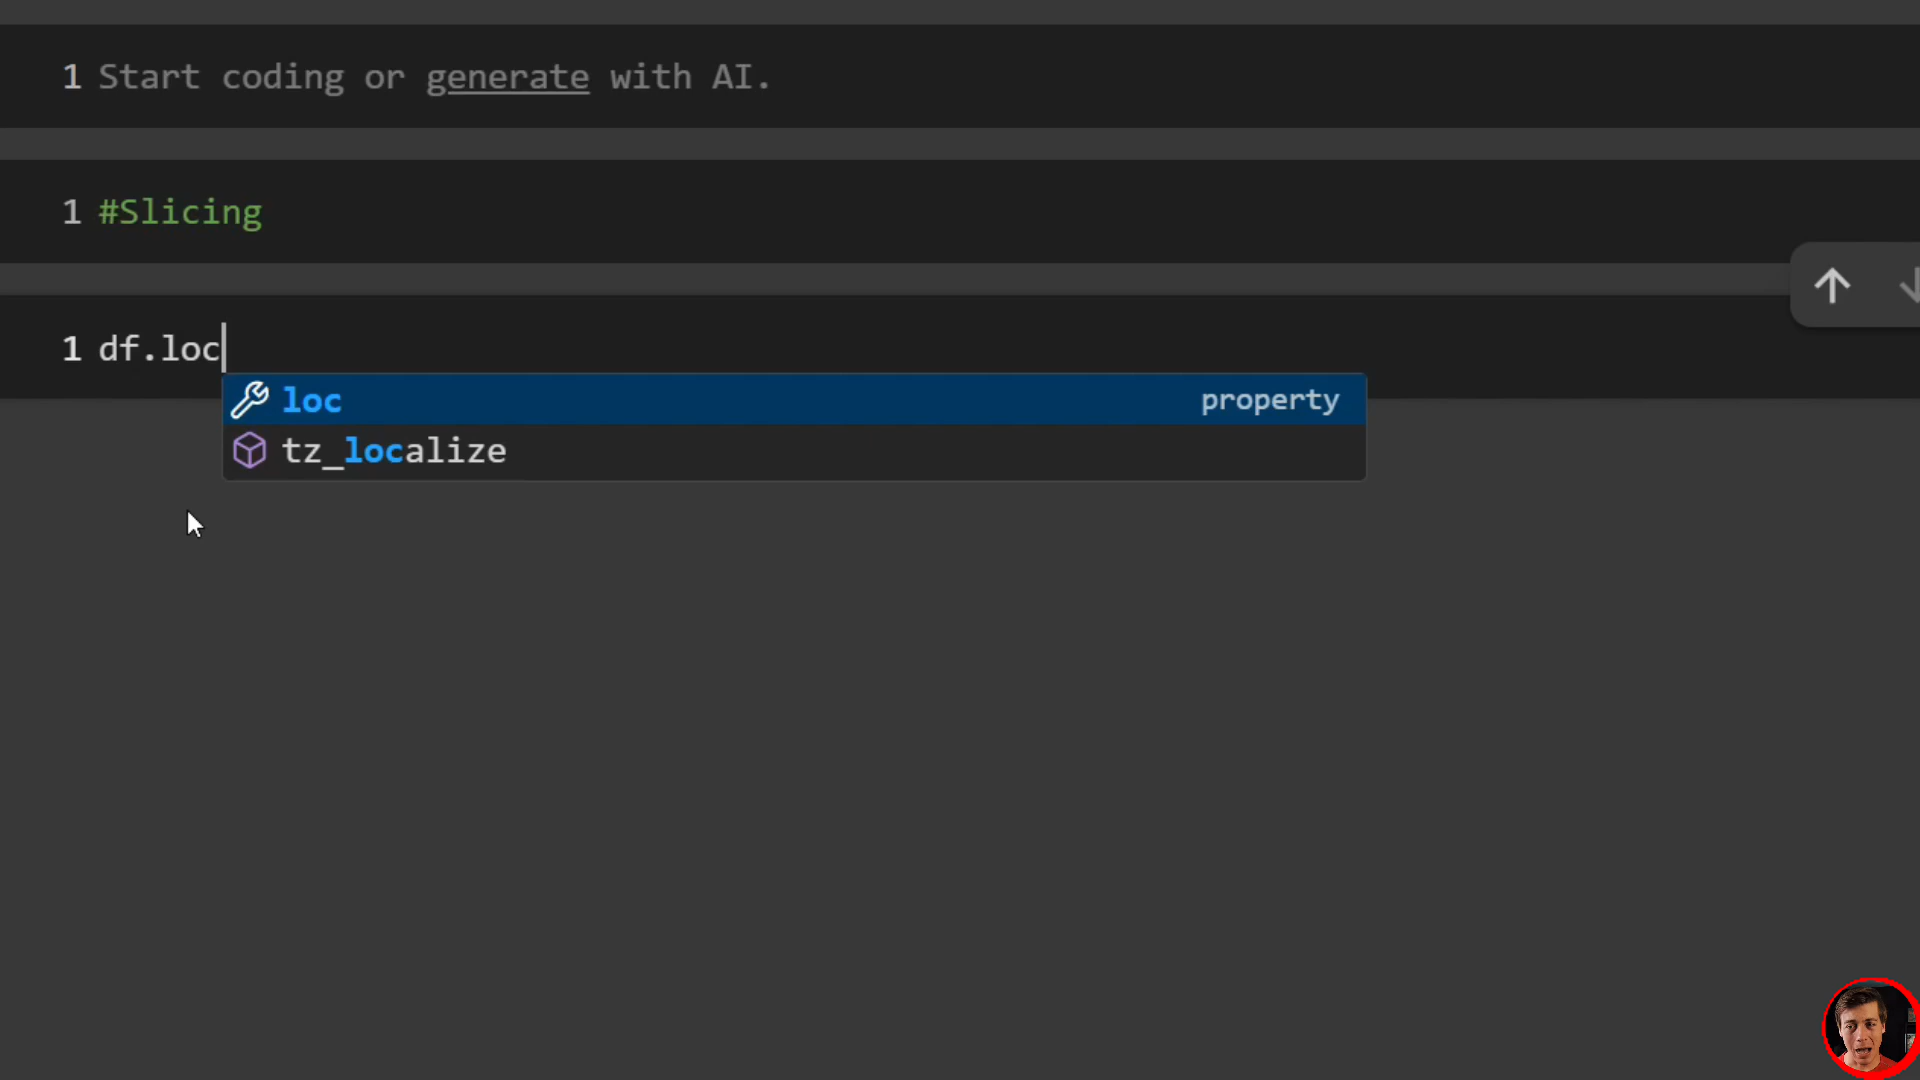 1 Start coding or generate with AI.
1 #Slicing
1 df.loc
loc property
tz_localize